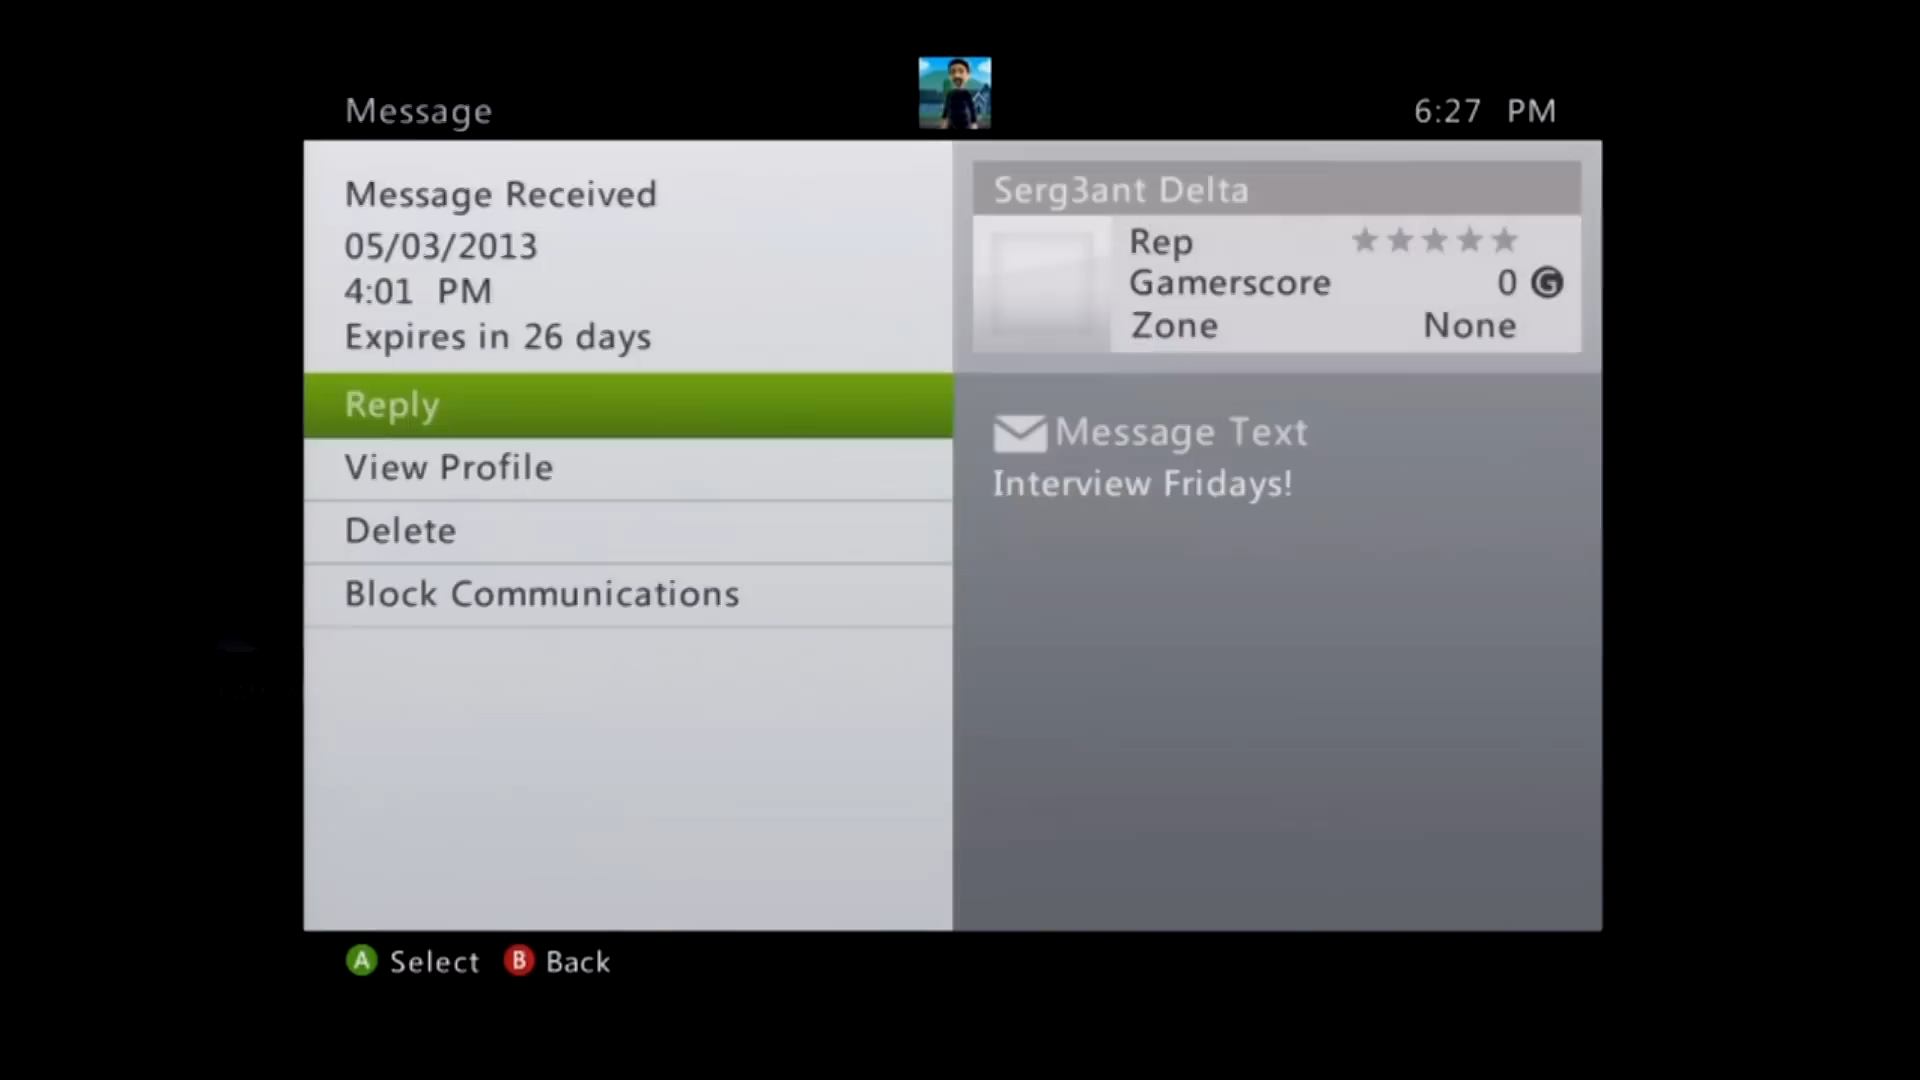 Message
6:27 PM
Message Received
05/03/2013
4:01 PM
Expires in 26 days
Reply
View Profile
Delete
Block Communications
Serg3ant Delta
Rep
Gamerscore 0 G
Zone None
Message Text
Interview Fridays!
A Select B Back